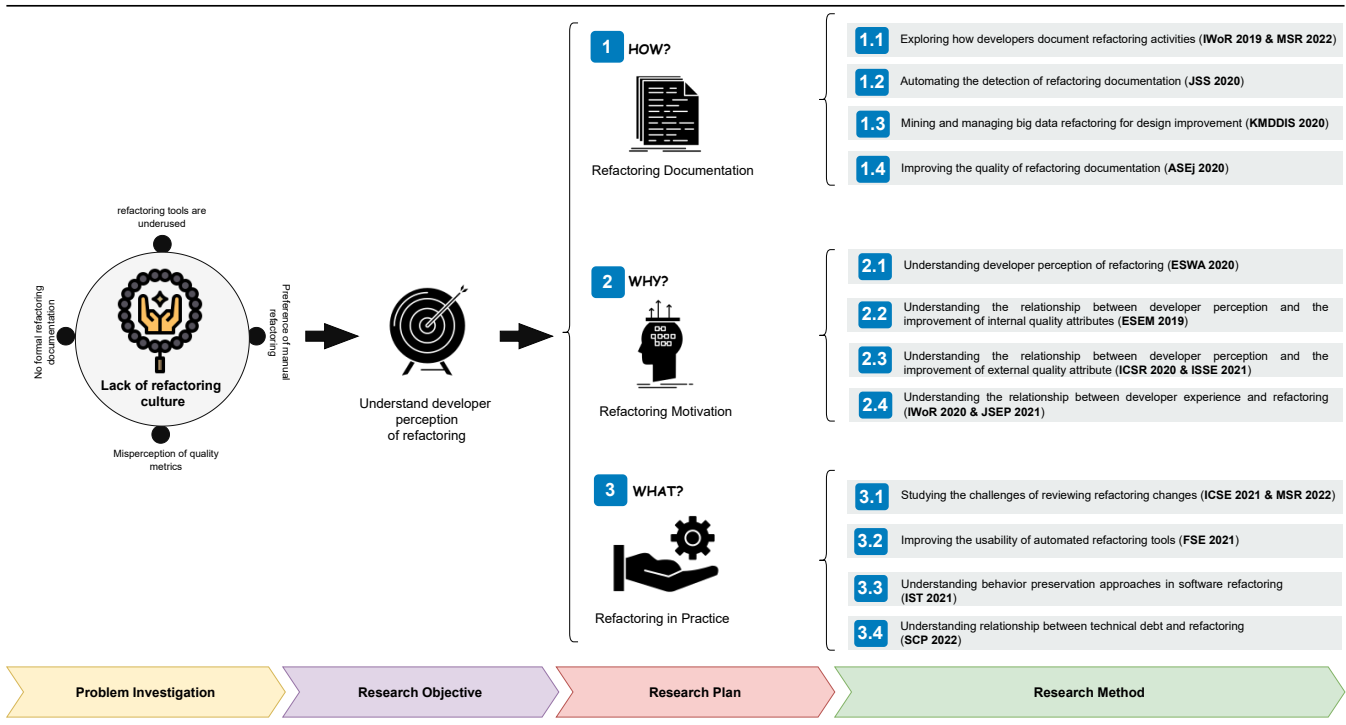 refactoring tools are
underused
No formal refactoring
documentation
Preference of manual
refactoring
Lack of refactoring
culture
Misperception of quality
metrics
Understand developer
perception
of refactoring
1 HOW?
Refactoring Documentation
1.1 Exploring how developers document refactoring activities (IWoR 2019 & MSR 2022)
1.2 Automating the detection of refactoring documentation (JSS 2020)
1.3 Mining and managing big data refactoring for design improvement (KMDDIS 2020)
1.4 Improving the quality of refactoring documentation (ASEj 2020)
2 WHY?
Refactoring Motivation
2.1 Understanding developer perception of refactoring (ESWA 2020)
2.2 Understanding the relationship between developer perception and the
improvement of internal quality attributes (ESEM 2019)
2.3 Understanding the relationship between developer perception and the
improvement of external quality attribute (ICSR 2020 & ISSE 2021)
2.4 Understanding the relationship between developer experience and refactoring
(IWoR 2020 & JSEP 2021)
3 WHAT?
Refactoring in Practice
3.1 Studying the challenges of reviewing refactoring changes (ICSE 2021 & MSR 2022)
3.2 Improving the usability of automated refactoring tools (FSE 2021)
3.3 Understanding behavior preservation approaches in software refactoring
(IST 2021)
3.4 Understanding relationship between technical debt and refactoring
(SCP 2022)
Problem Investigation
Research Objective
Research Plan
Research Method